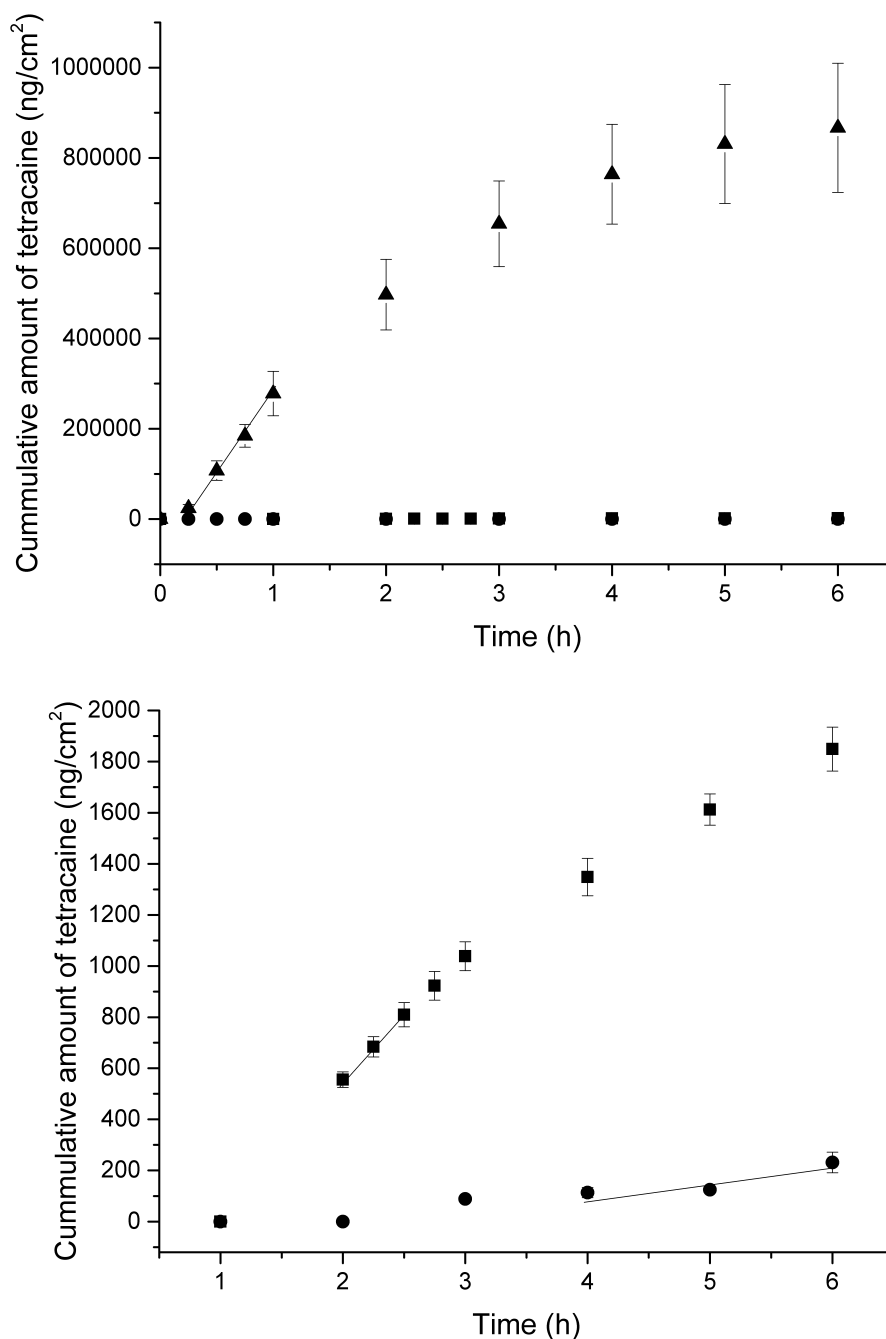 Cummulative amount of tetracaine (ng/cm²)
1000000
800000
600000
400000
200000
0
0 1 2 3 4 5 6
Time (h)
Cummulative amount of tetracaine (ng/cm²)
2000
1800
1600
1400
1200
1000
800
600
400
200
0
1 2 3 4 5 6
Time (h)